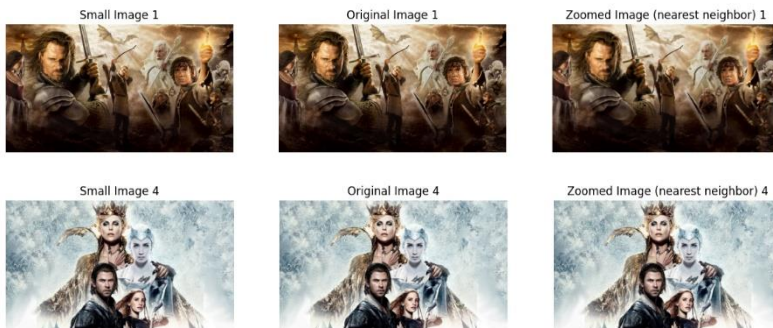 Small Image 1
Original Image 1
Zoomed Image (nearest neighbor) 1
Small Image 4
Original Image 4
Zoomed Image (nearest neighbor) 4